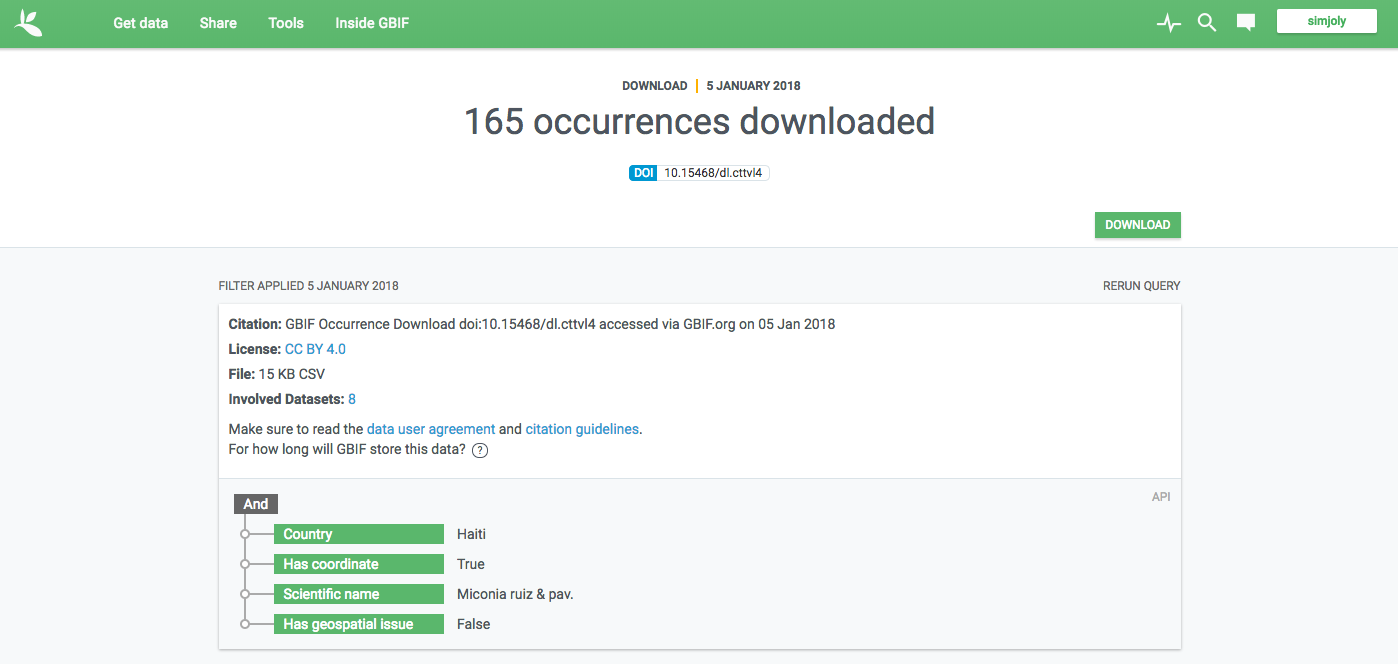 Get data Share Tools Inside GBIF simjoly
DOWNLOAD 5 JANUARY 2018
165 occurrences downloaded
DOI 10.15468/dl.cttvl4
DOWNLOAD
FILTER APPLIED 5 JANUARY 2018 RERUN QUERY
Citation: GBIF Occurrence Download doi:10.15468/dl.cttvl4 accessed via GBIF.org on 05 Jan 2018
License: CC BY 4.0
File: 15 KB CSV
Involved Datasets: 8
Make sure to read the data user agreement and citation guidelines.
For how long will GBIF store this data? ?
And API
Country Haiti
Has coordinate True
Scientific name Miconia ruiz & pav.
Has geospatial issue False